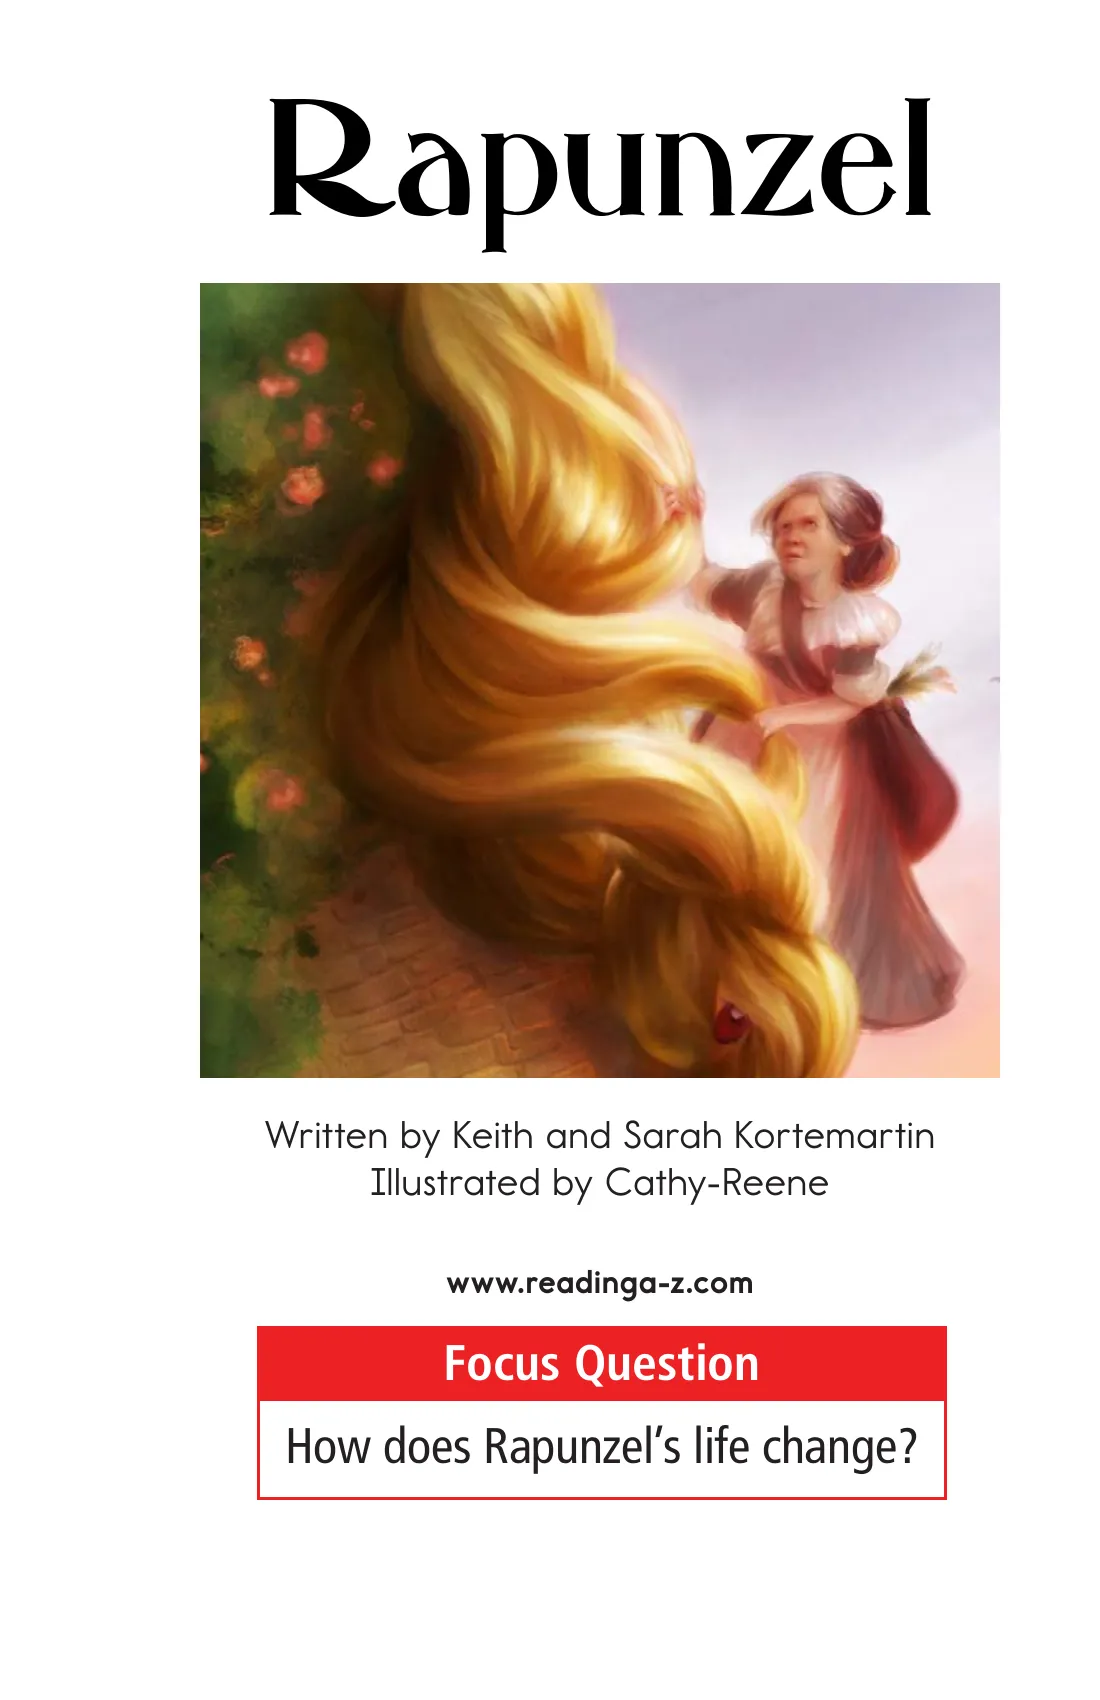 Rapunzel
Written by Keith and Sarah Kortemartin
Illustrated by Cathy-Reene
www.readinga-z.com
Focus Question
How does Rapunzel’s life change?